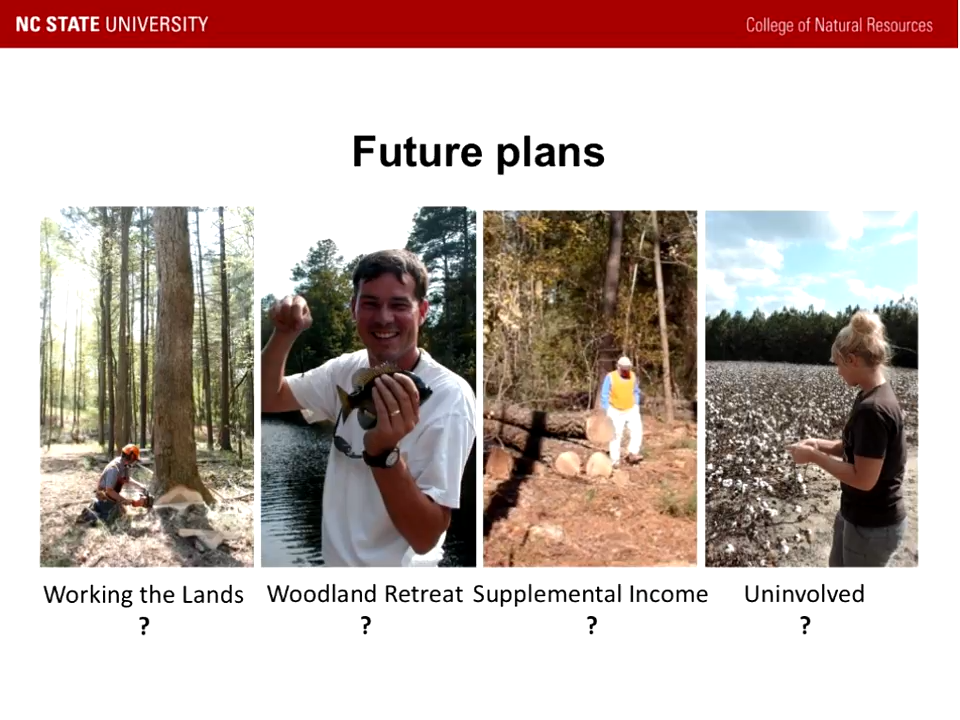 NC STATE UNIVERSITY
College of Natural Resources
Future plans
Working the Lands
?
Woodland Retreat
?
Supplemental Income
?
Uninvolved
?